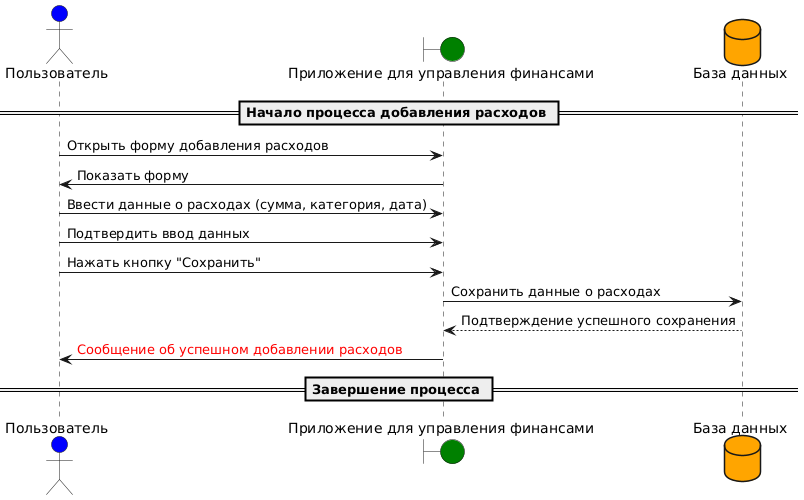 Пользователь
Приложение для управления финансами
База данных
Начало процесса добавления расходов
Открыть форму добавления расходов
Показать форму
Ввести данные о расходах (сумма, категория, дата)
Подтвердить ввод данных
Нажать кнопку "Сохранить"
Сохранить данные о расходах
Подтверждение успешного сохранения
Сообщение об успешном добавлении расходов
Завершение процесса
Пользователь
Приложение для управления финансами
База данных